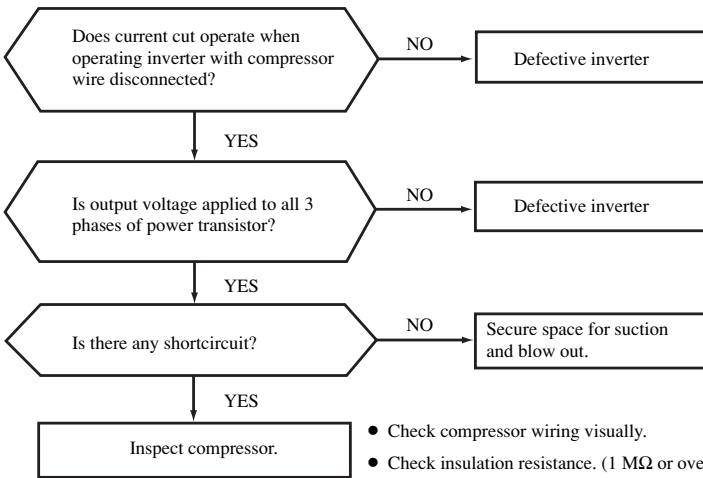 Does current cut operate when
operating inverter with compressor
wire disconnected?
NO
Defective inverter
YES
Is output voltage applied to all 3
phases of power transistor?
NO
Defective inverter
YES
Is there any shortcircuit?
NO
Secure space for suction
and blow out.
YES
Inspect compressor.
● Check compressor wiring visually.
● Check insulation resistance. (1 MΩ or ove